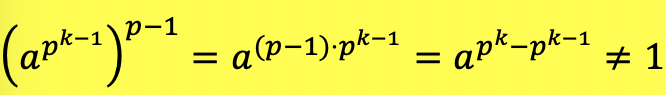 (a^{p^{k-1}})^{p-1} = a^{(p-1)·p^{k-1}} = a^{p^k-p^{k-1}} ≠ 1